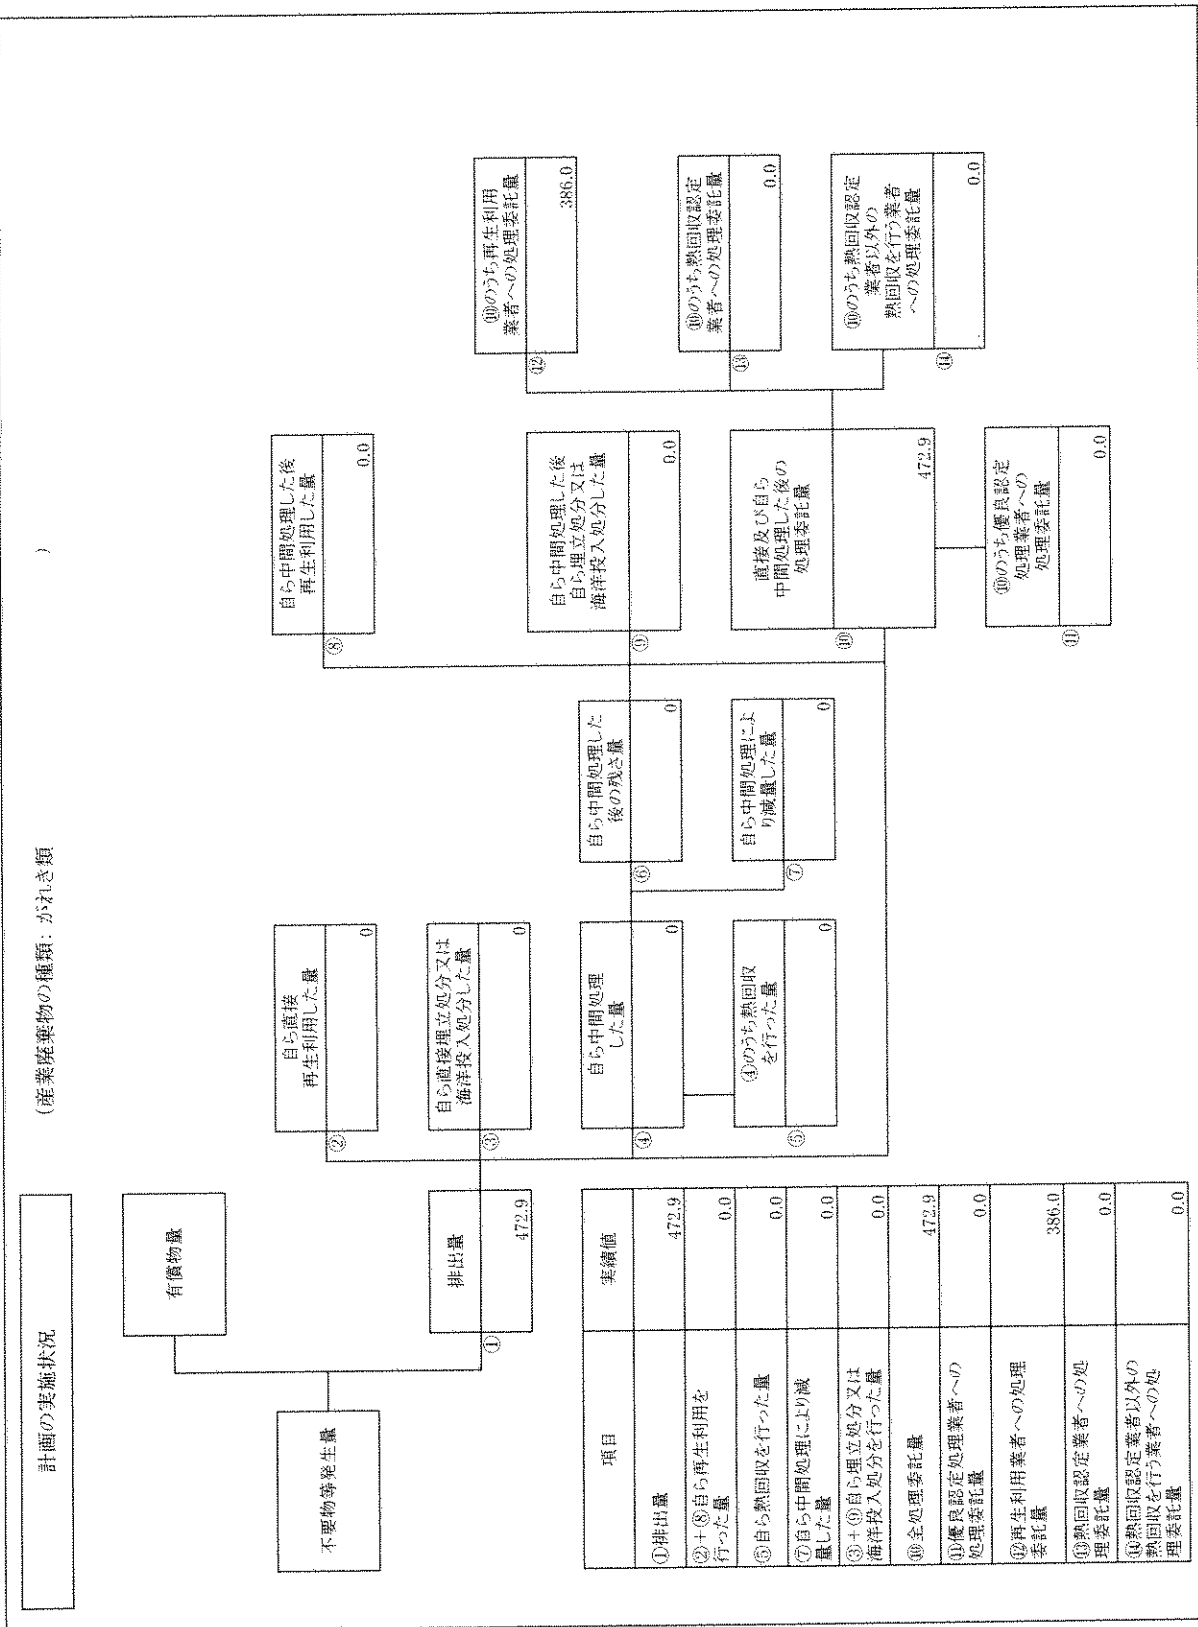 計画の実施状況
(産業廃棄物の種類: がれき類
)
不要物等発生量
有償物量
①
排出量
472.9
②
自ら直接
再生利用した量
0
③
自ら直接埋立処分又は
海洋投入処分した量
0
④
自ら中間処理
した量
0
⑤
④のうち熱回収
を行った量
0
⑥
自ら中間処理した
後の残さ量
0
⑦
自ら中間処理によ
り減量した量
0
⑧
自ら中間処理した後
再生利用した量
0.0
⑨
自ら中間処理した後
自ら埋立処分又は
海洋投入処分した量
0.0
⑩
直接及び自ら
中間処理した後の
処理委託量
472.9
⑪
⑩のうち優良認定
処理業者への
処理委託量
0.0
⑫
⑩のうち再生利用
業者への処理委託量
386.0
⑬
⑩のうち熱回収認定
業者への処理委託量
0.0
⑭
⑩のうち熱回収認定
業者以外の
熱回収を行う業者
への処理委託量
0.0
項目 実績値
①排出量 472.9
②+⑧自ら再生利用を
行った量 0.0
⑤自ら熱回収を行った量 0.0
⑦自ら中間処理により減
量した量 0.0
③+⑨自ら埋立処分又は
海洋投入処分を行った量 0.0
⑩全処理委託量 472.9
⑪優良認定処理業者への
処理委託量 0.0
⑫再生利用業者への処理
委託量 386.0
⑬熱回収認定業者への処
理委託量 0.0
⑭熱回収認定業者以外の
熱回収を行う業者への処
理委託量 0.0